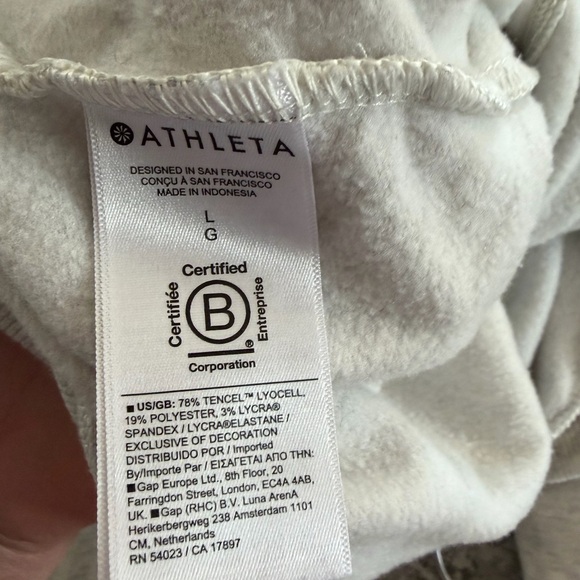 ATHLETA
DESIGNED IN SAN FRANCISCO
CONÇU À SAN FRANCISCO
MADE IN INDONESIA
L
G
Certified
Certifiée
B
Entreprise
®
Corporation
■ US/GB: 78% TENCEL™ LYOCELL,
19% POLYESTER, 3% LYCRA®
SPANDEX / LYCRA®ELASTANE /
EXCLUSIVE OF DECORATION
DISTRIBUIDO POR / Imported
By/Importe Par / ΕΙΣΑΓΕΤΑΙ ΑΠΟ ΤΗΝ:
■ Gap Europe Ltd., 8th Floor, 20
Farringdon Street, London, EC4A 4AB,
UK. ■ Gap (RHC) B.V. Luna ArenA
Herikerbergweg 238 Amsterdam 1101
CM, Netherlands
RN 54023 / CA 17897